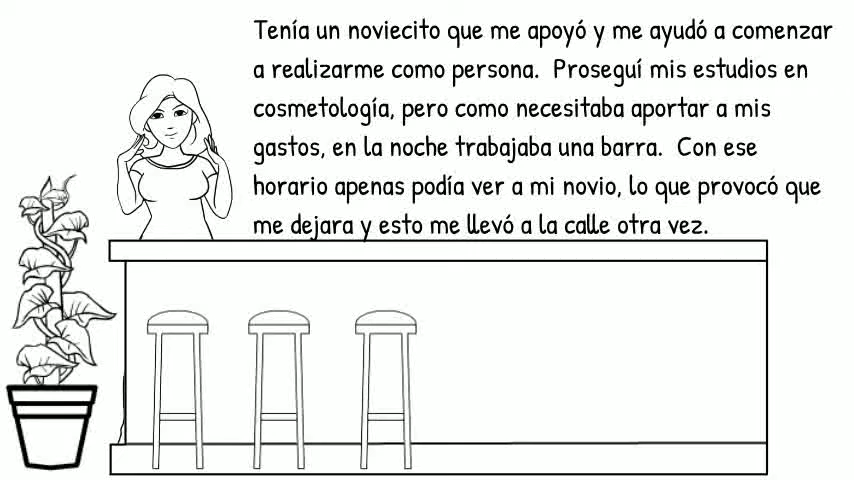 Tenía un noviecito que me apoyó y me ayudó a comenzar
a realizarme como persona. Proseguí mis estudios en
cosmetología, pero como necesitaba aportar a mis
gastos, en la noche trabajaba una barra. Con ese
horario apenas podía ver a mi novio, lo que provocó que
me dejara y esto me llevó a la calle otra vez.